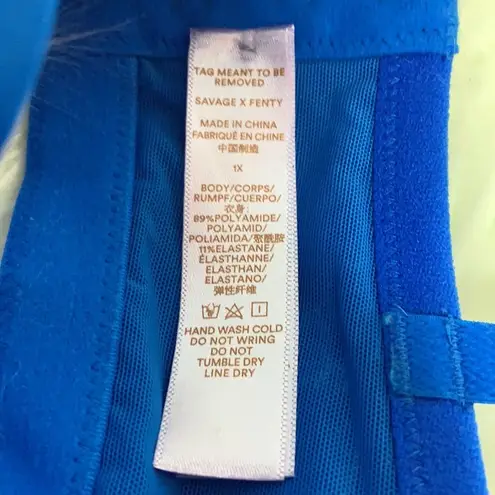 TAG MEANT TO BE
REMOVED
SAVAGE X FENTY
MADE IN CHINA
FABRIQUÉ EN CHINE
中国制造
1X
BODY/CORPS/
RUMPF/CUERPO/
衣身/
89%POLYAMIDE/
POLYAMID/
POLIAMIDA/聚酰胺
11%ELASTANE/
ÉLASTHANNE/
ELASTHAN/
ELASTANO/
弹性纤维
HAND WASH COLD
DO NOT WRING
DO NOT
TUMBLE DRY
LINE DRY